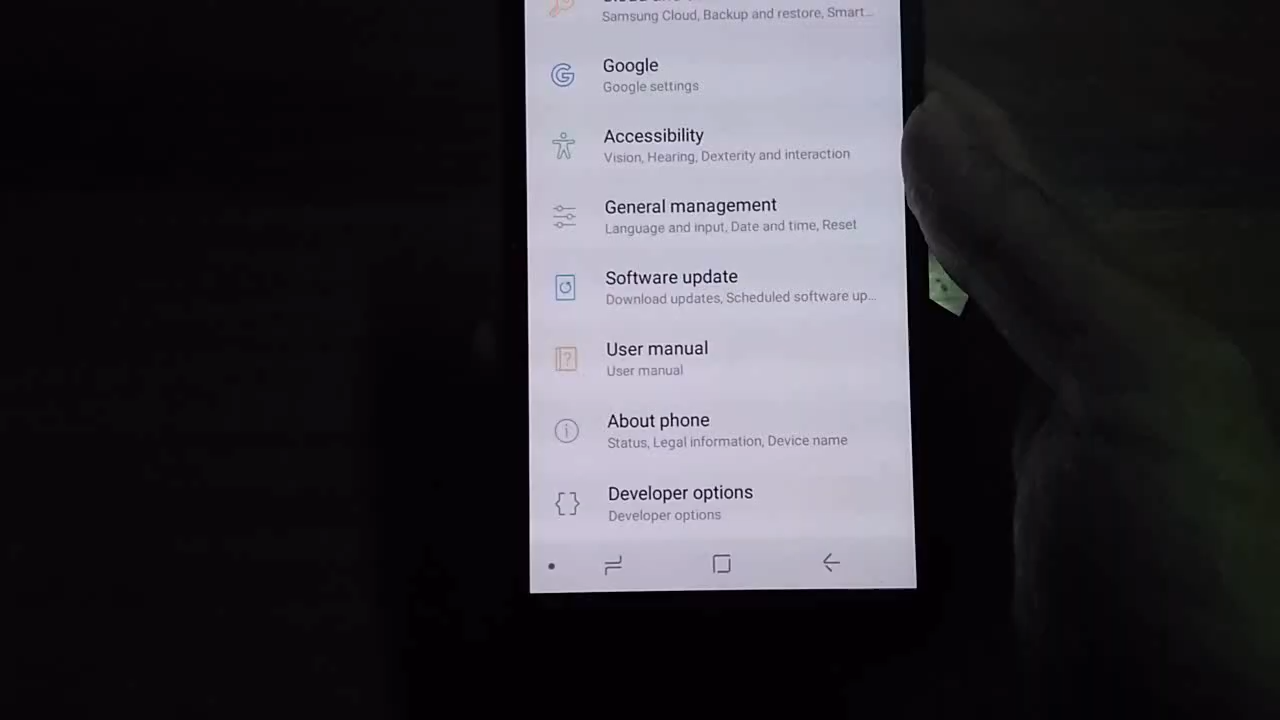 Samsung Cloud, Backup and restore, Smart...
Google
Google settings
Accessibility
Vision, Hearing, Dexterity and interaction
General management
Language and input, Date and time, Reset
Software update
Download updates, Scheduled software up...
User manual
User manual
About phone
Status, Legal information, Device name
Developer options
Developer options